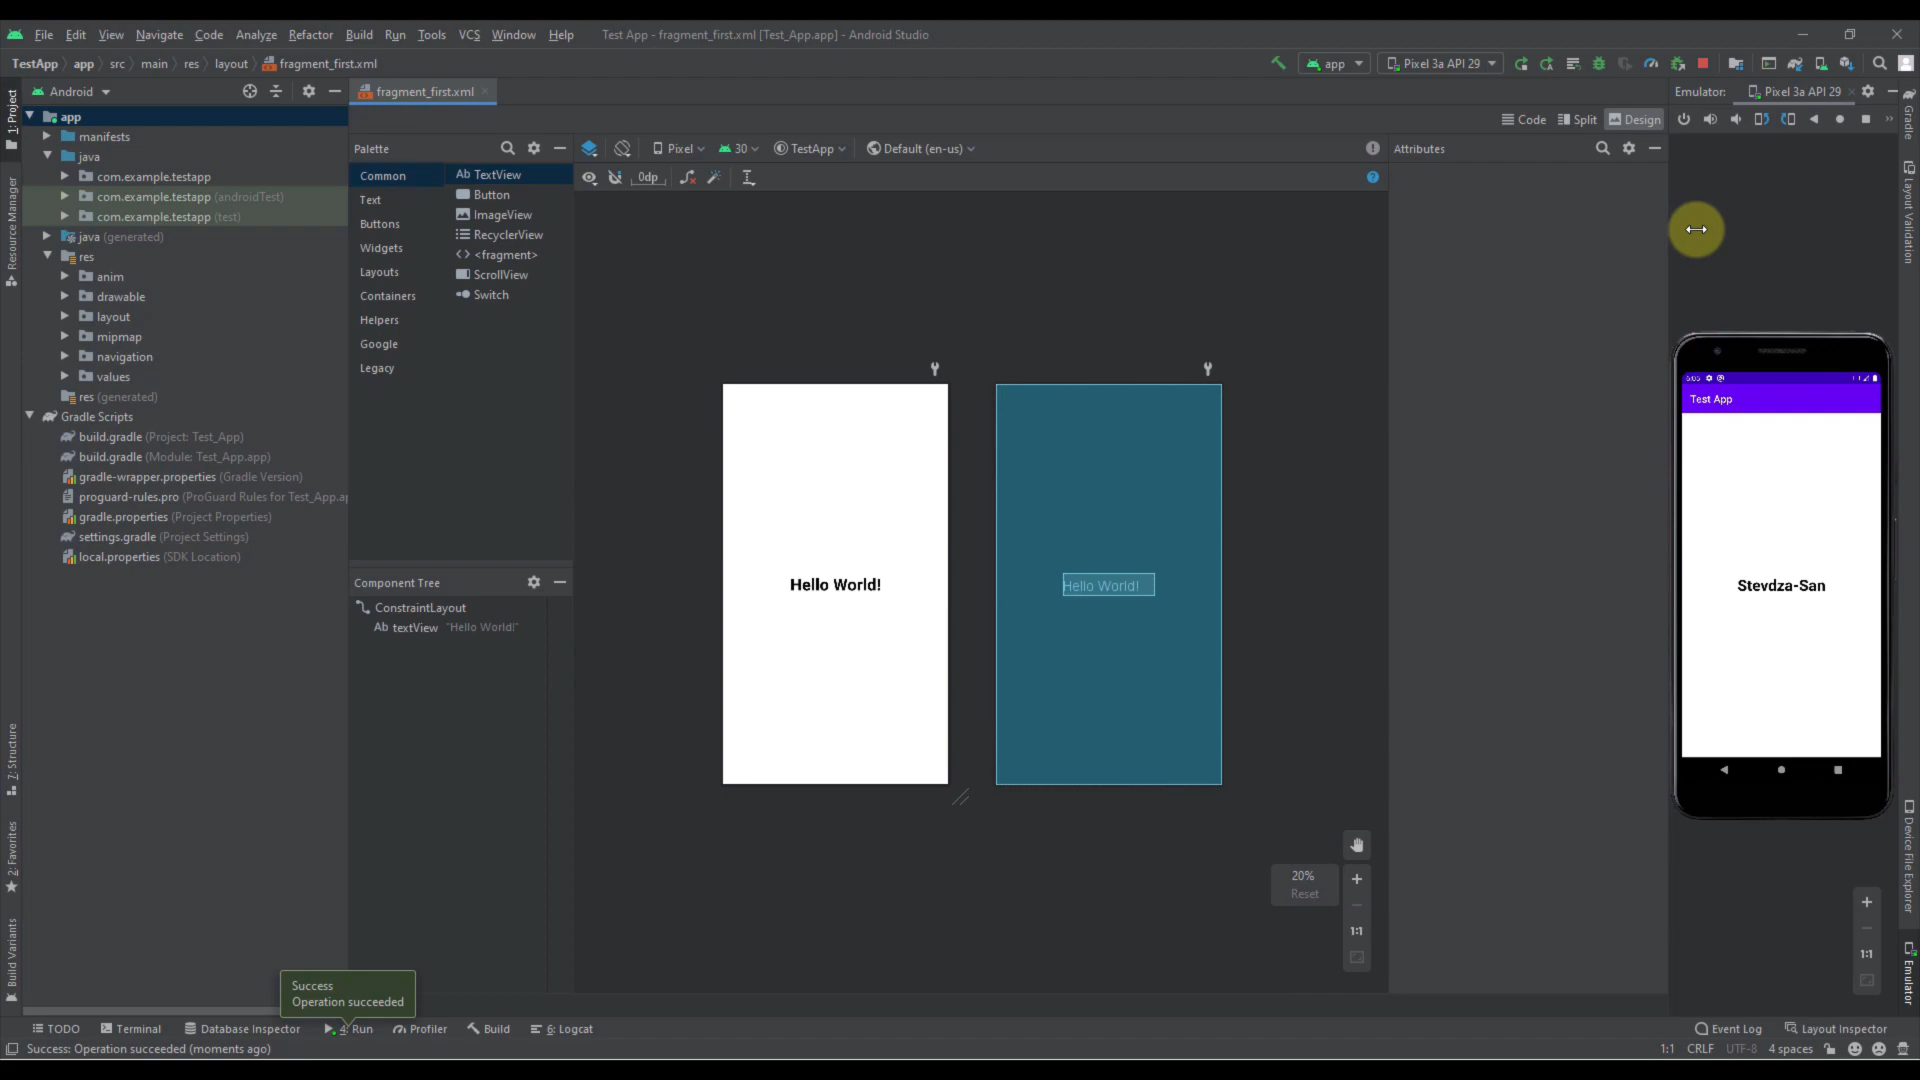 File Edit View Navigate Code Analyze Refactor Build Run Tools VCS Window Help Test App - fragment_first.xml [Test_App.app] - Android Studio
TestApp app src main res layout fragment_first.xml
app Pixel 3a API 29
Android
fragment_first.xml
Emulator: Pixel 3a API 29
Code Split Design
1: Project
Resource Manager
7: Structure
2: Favorites
Build Variants
app
manifests
java
com.example.testapp
com.example.testapp (androidTest)
com.example.testapp (test)
java (generated)
res
anim
drawable
layout
mipmap
navigation
values
res (generated)
Gradle Scripts
build.gradle (Project: Test_App)
build.gradle (Module: Test_App.app)
gradle-wrapper.properties (Gradle Version)
proguard-rules.pro (ProGuard Rules for Test_App.ap
gradle.properties (Project Properties)
settings.gradle (Project Settings)
local.properties (SDK Location)
Palette
Common
Text
Buttons
Widgets
Layouts
Containers
Helpers
Google
Legacy
Ab TextView
Button
ImageView
RecyclerView
<fragment>
ScrollView
Switch
Component Tree
ConstraintLayout
Ab textView "Hello World!"
Pixel 30 TestApp Default (en-us)
0dp
Hello World!
Hello World!
20%
Reset
1:1
Attributes
Test App
Stevdza-San
1:1
Gradle
Layout Validation
Device File Explorer
Emulator
Success
Operation succeeded
TODO Terminal Database Inspector 4: Run Profiler Build 6: Logcat Event Log Layout Inspector
Success: Operation succeeded (moments ago) 1:1 CRLF UTF-8 4 spaces